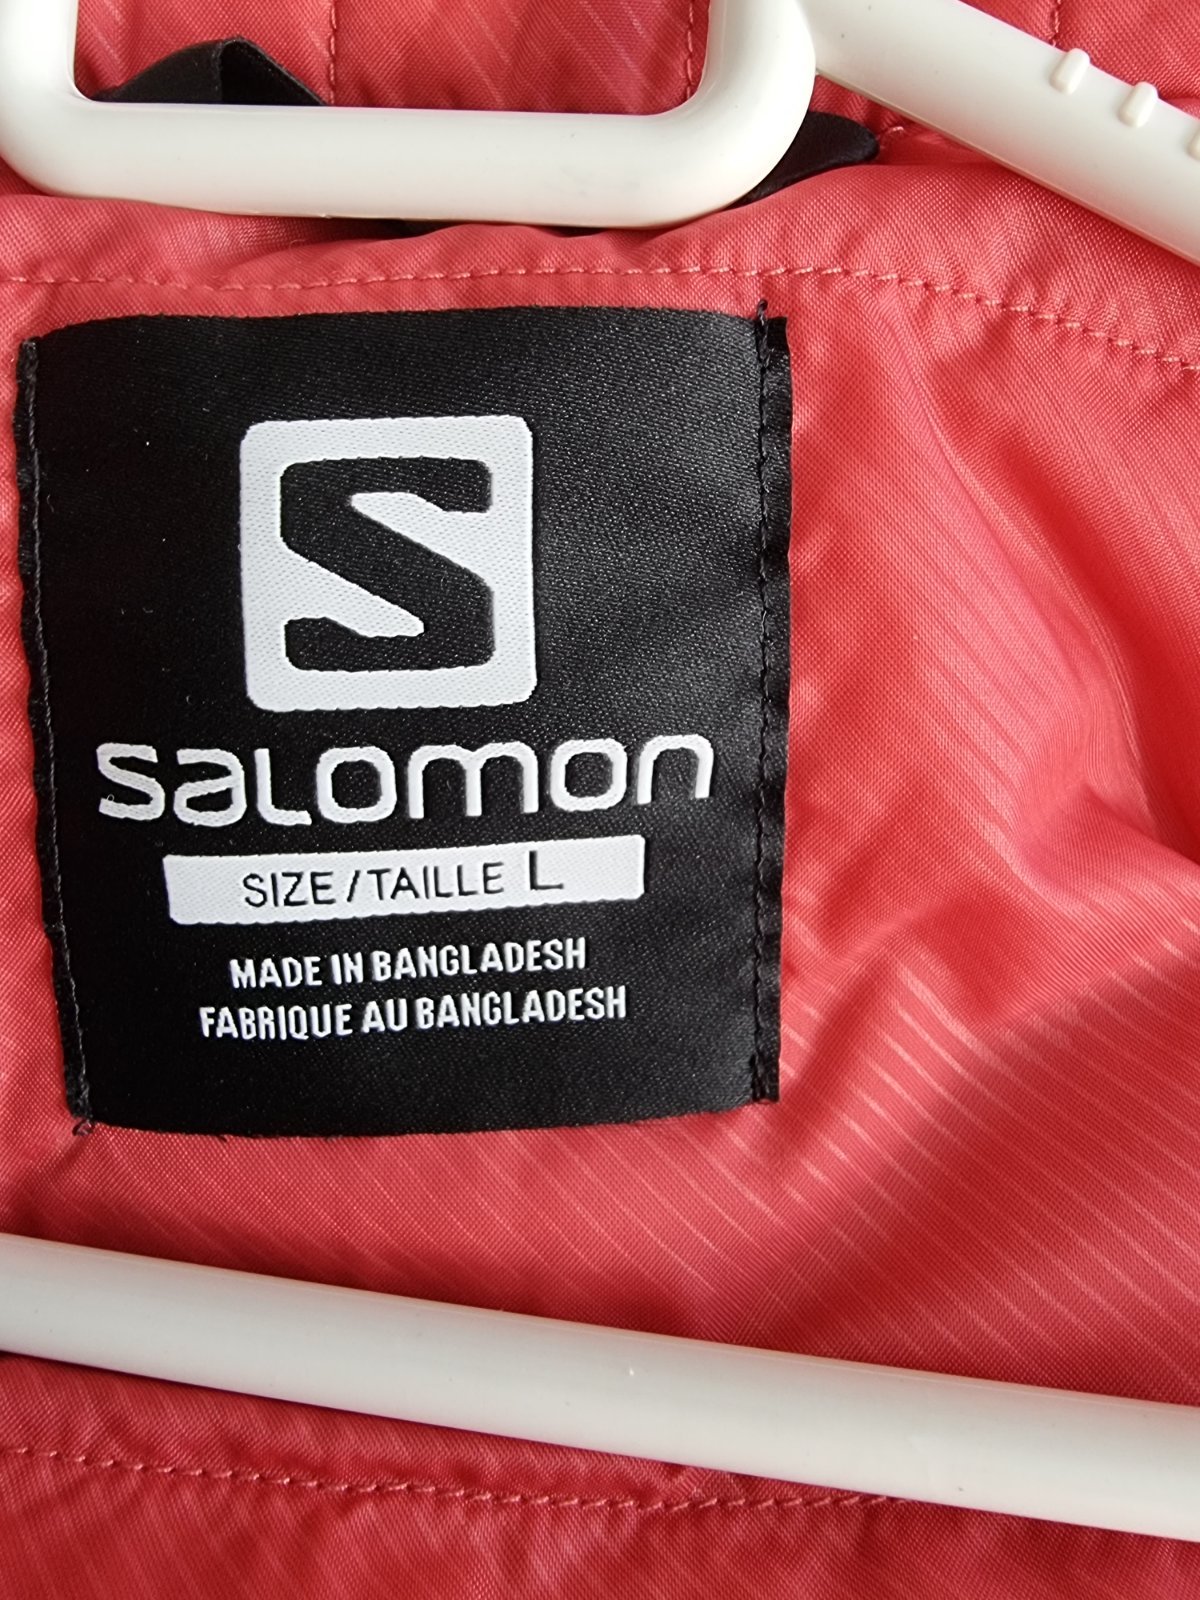 S
SALOMON
SIZE/TAILLE L
MADE IN BANGLADESH
FABRIQUE AU BANGLADESH